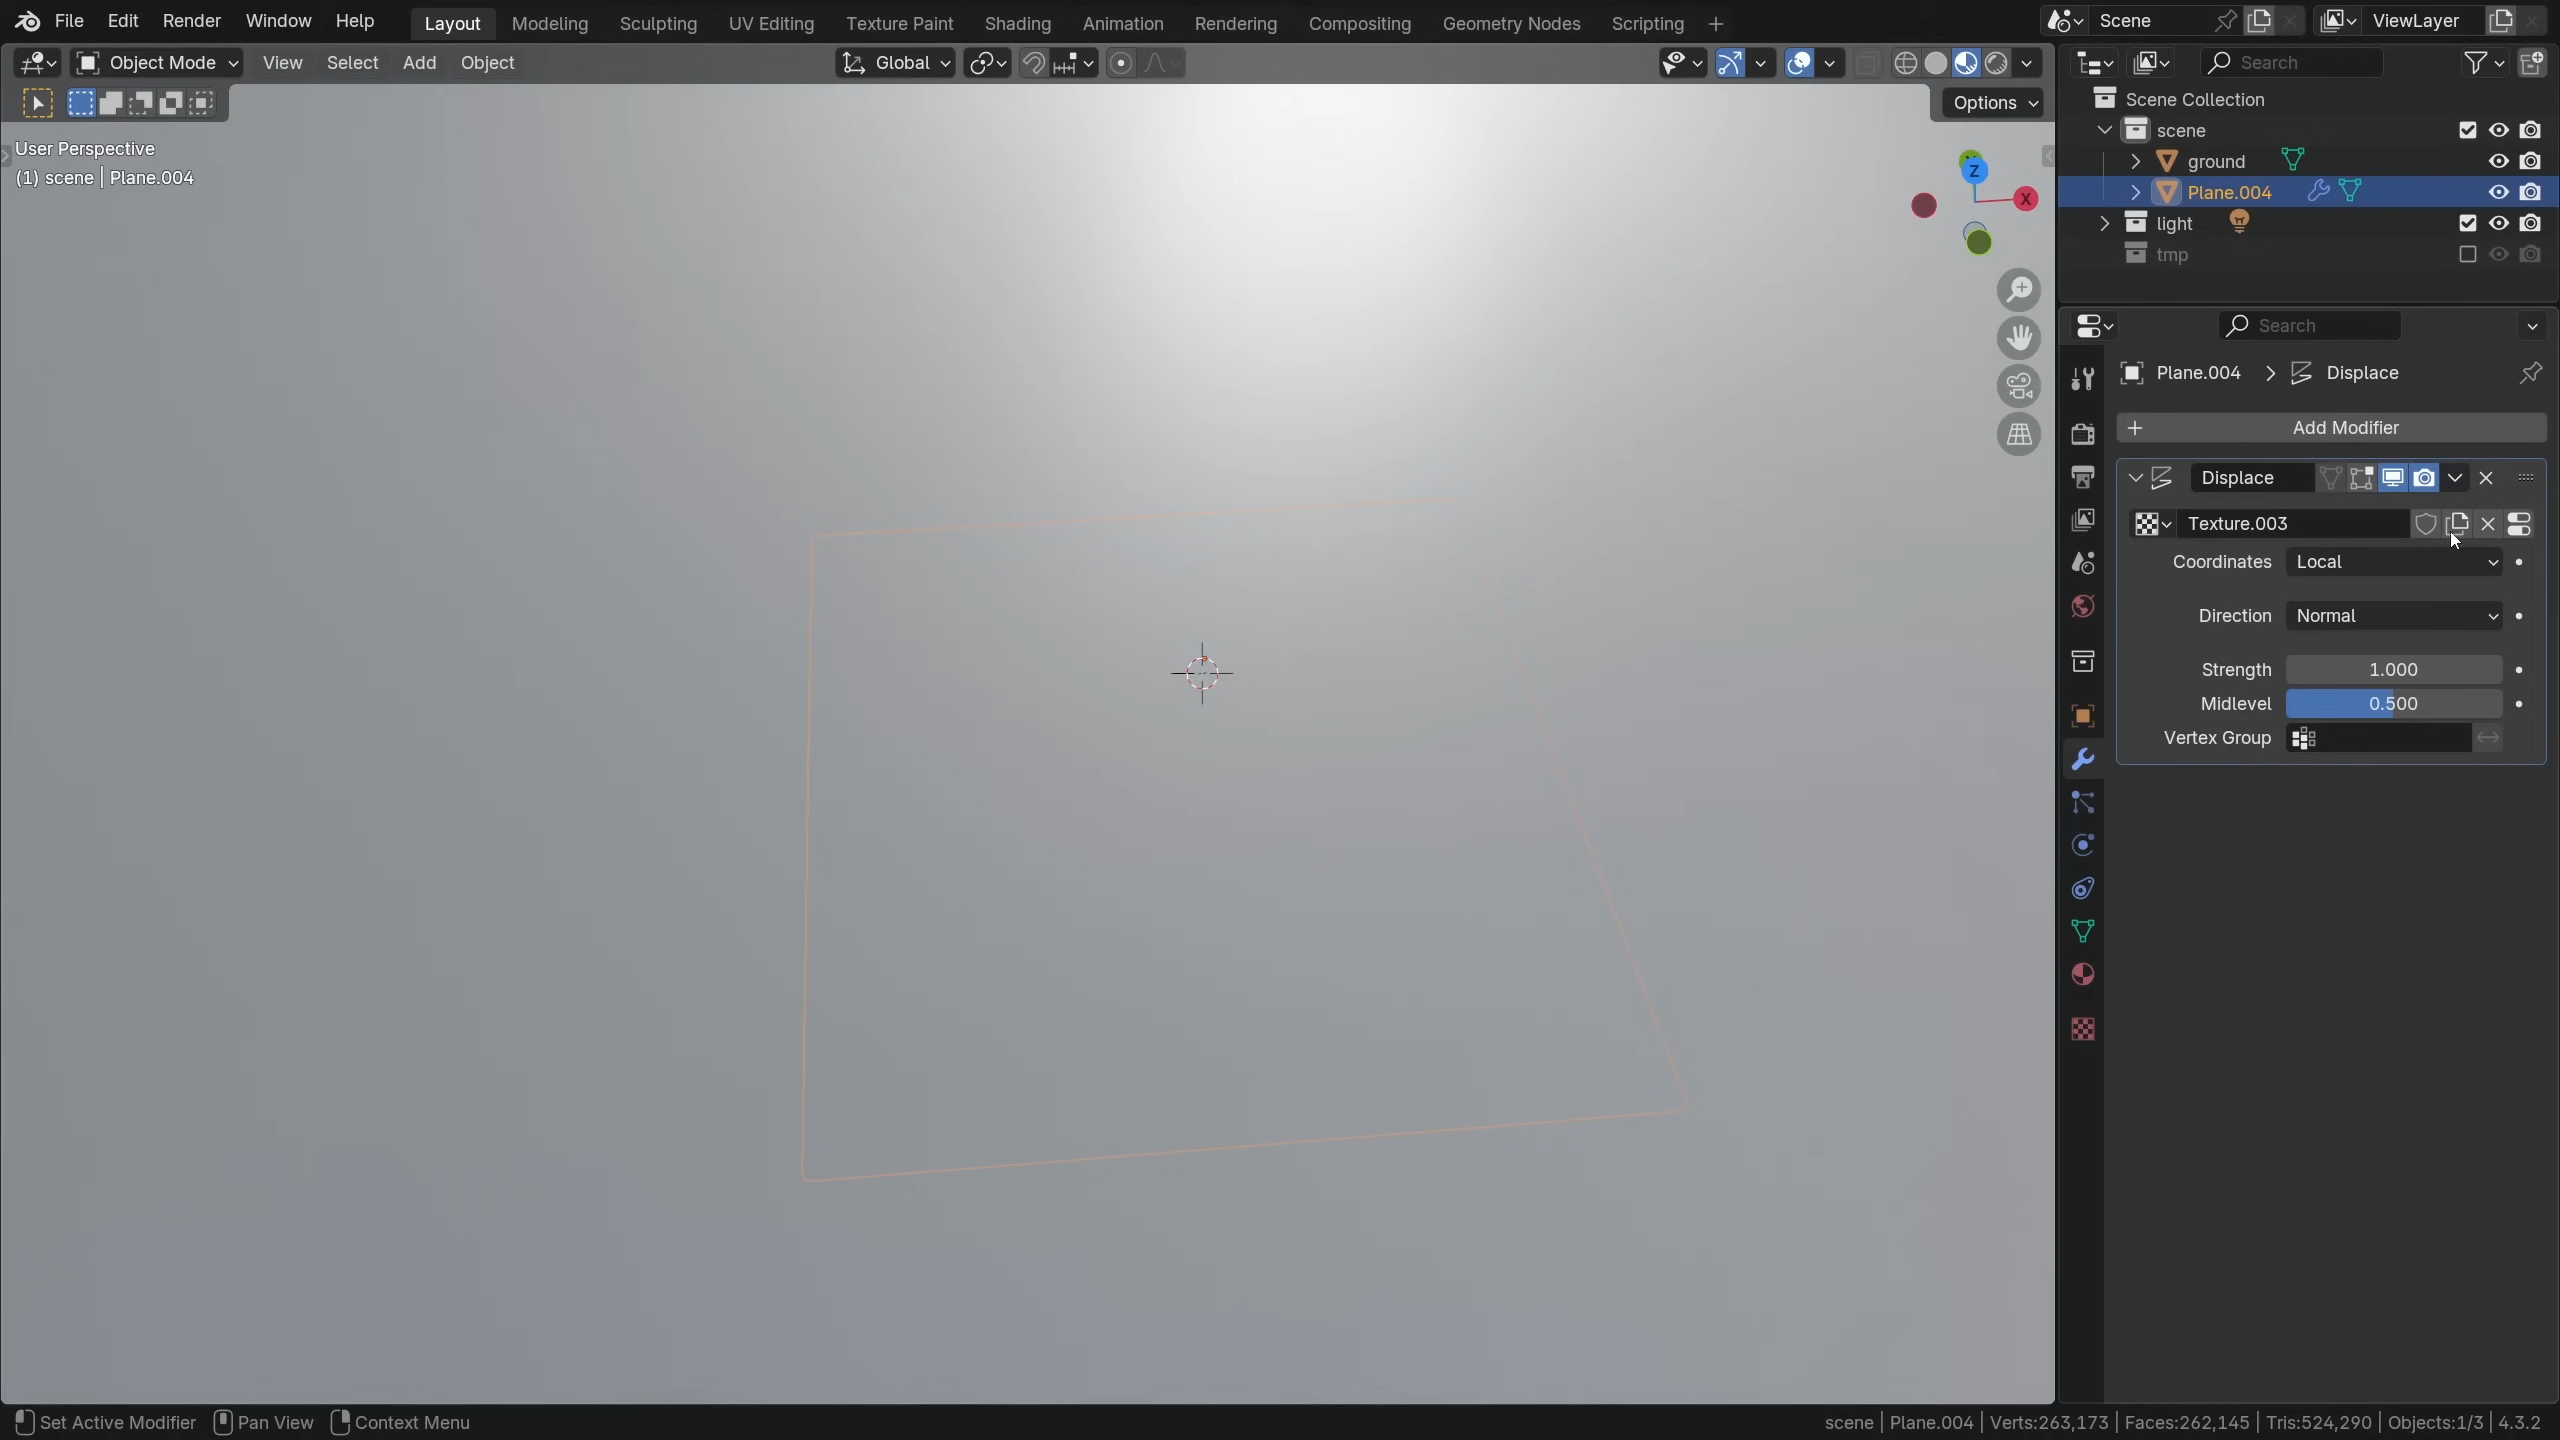 File Edit Render Window Help Layout Modeling Sculpting UV Editing Texture Paint Shading Animation Rendering Compositing Geometry Nodes Scripting Scene ViewLayer
Object Mode View Select Add Object Global Search
Options
User Perspective
(1) scene | Plane.004
Z
X
Scene Collection
scene
ground
Plane.004
light
tmp
Search
Plane.004 > Displace
Add Modifier
Displace
Texture.003
Coordinates Local
Direction Normal
Strength 1.000
Midlevel 0.500
Vertex Group
Set Active Modifier Pan View Context Menu scene | Plane.004 | Verts:263,173 | Faces:262,145 | Tris:524,290 | Objects:1/3 | 4.3.2